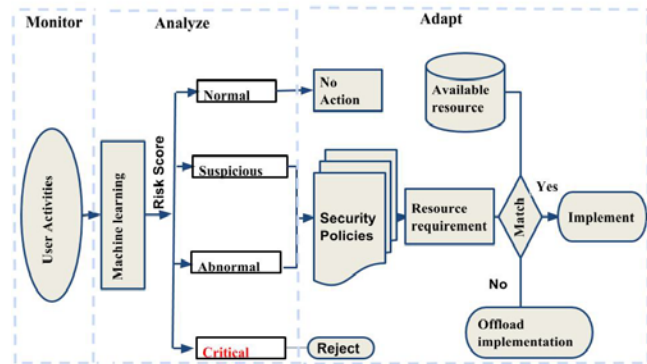 Monitor
Analyze
Adapt
User Activities
Machine learning
Risk Score
Normal
Suspicious
Abnormal
Critical
No
Action
Reject
Security
Policies
Available
resource
Resource
requirement
Match
Yes
Implement
No
Offload
implementation